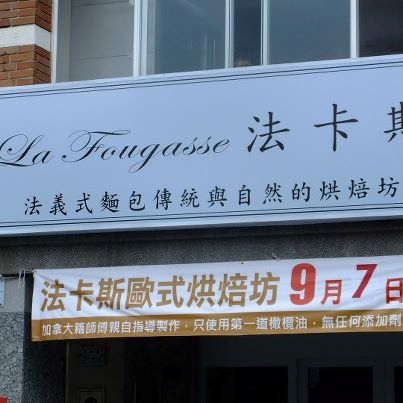 La Fougasse 法卡斯
法義式麵包傳統與自然的烘焙坊
法卡斯歐式烘焙坊 9月7日
加拿大籍師傅親自指導製作，只使用第一道橄欖油，無任何添加劑